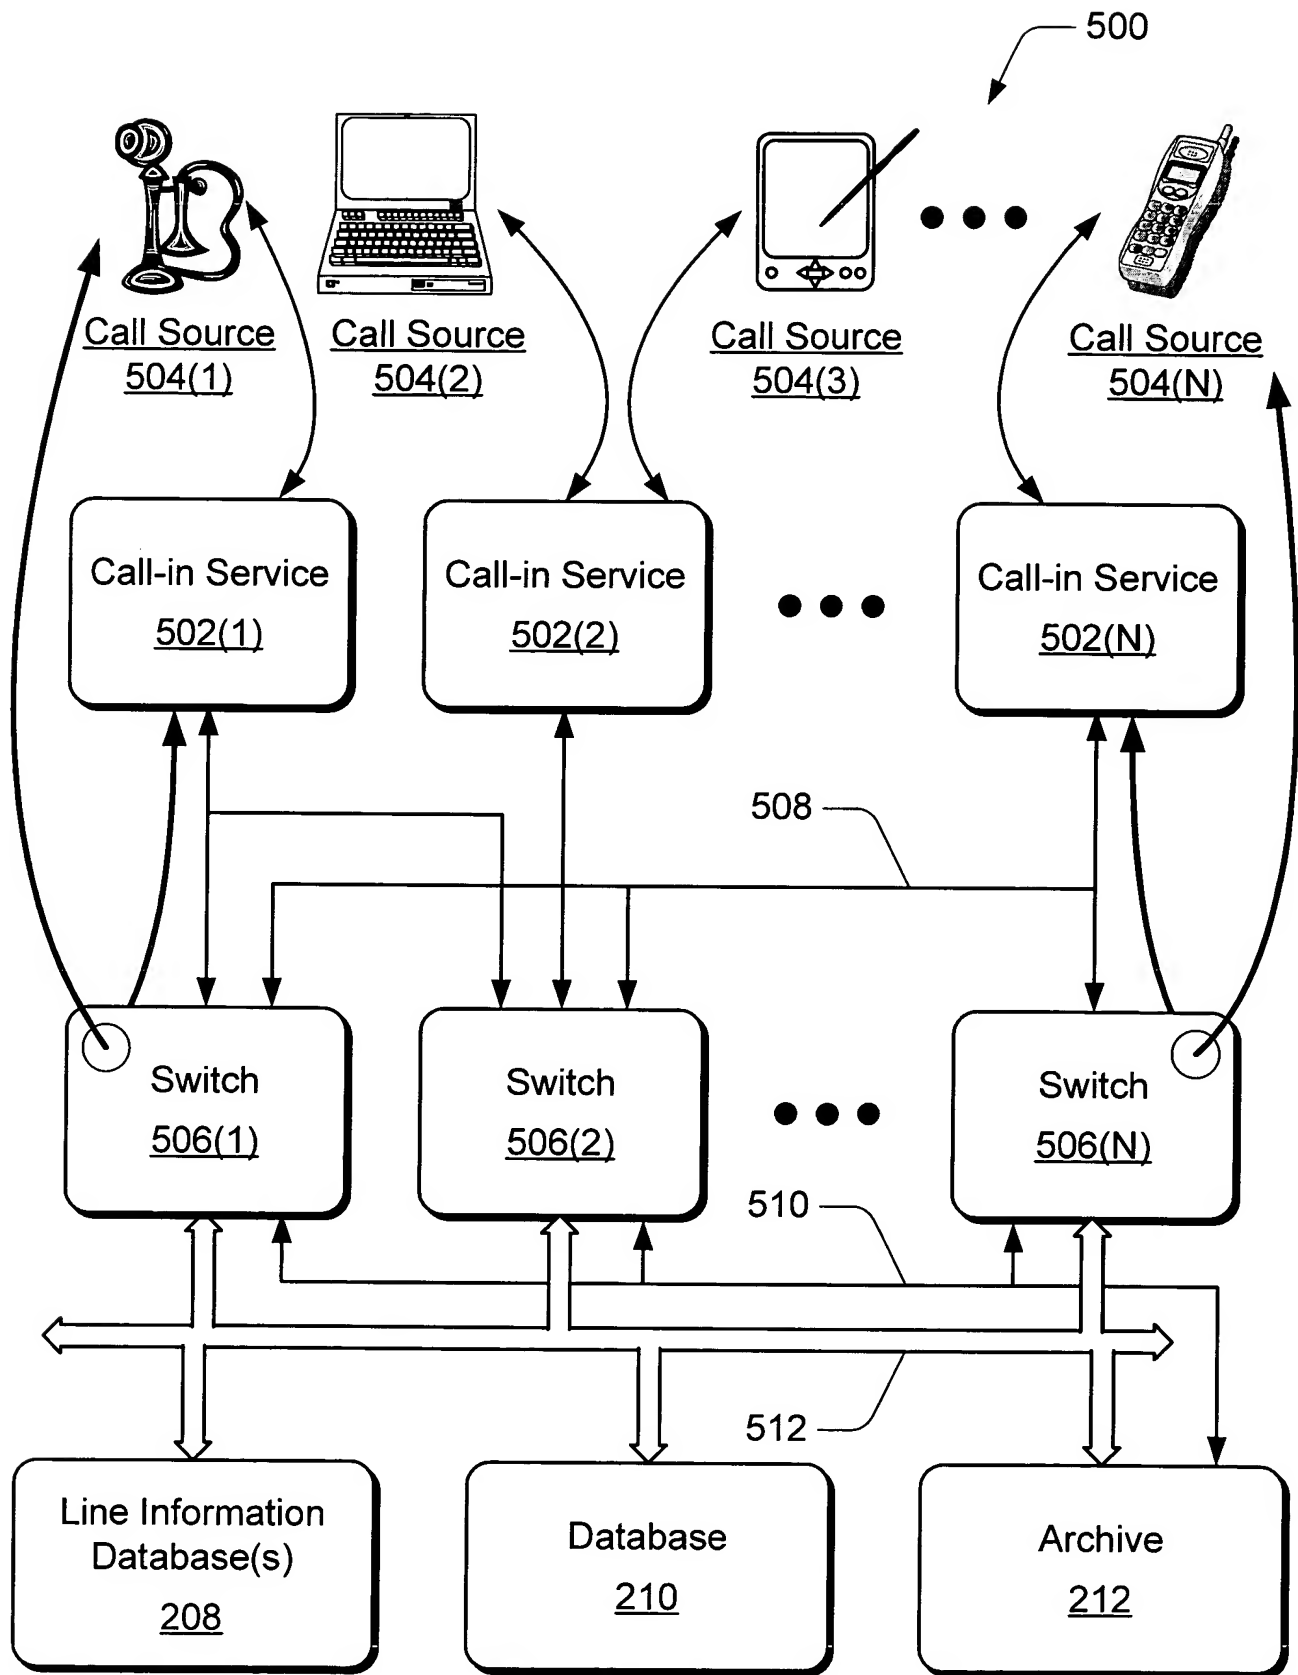 500
Call Source
504(1)
Call Source
504(2)
Call Source
504(3)
Call Source
504(N)
Call-in Service
502(1)
Call-in Service
502(2)
Call-in Service
502(N)
508
Switch
506(1)
Switch
506(2)
Switch
506(N)
510
512
Line Information
Database(s)
208
Database
210
Archive
212